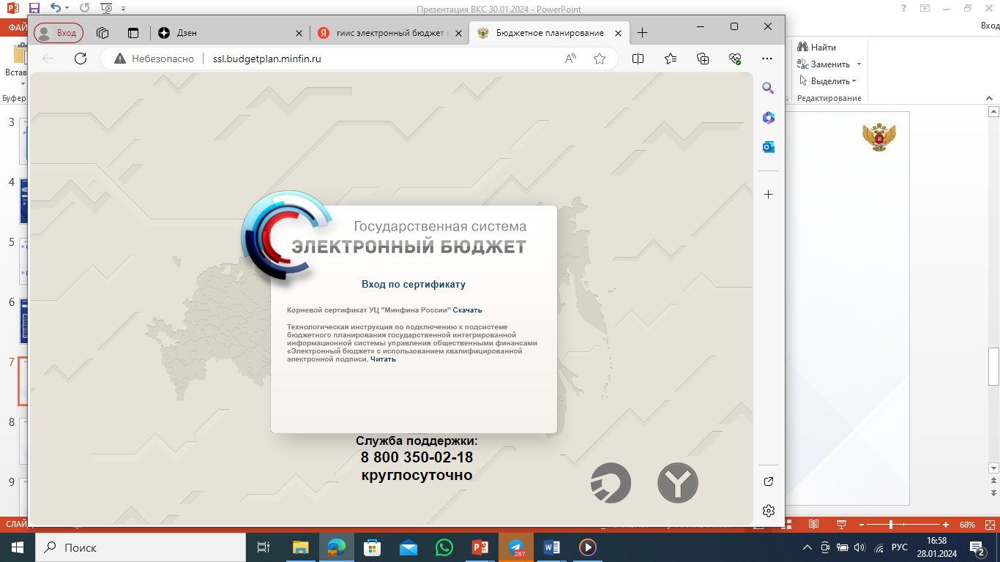 Презентация ВКС 30.01.2024 - PowerPoint
ФАЙ
Вход
Вход
Дзен
гиис электронный бюджет
Бюджетное планирование
Небезопасно
ssl.budgetplan.minfin.ru
Встав
Буфер
Найти
Заменить
Выделить
Редактирование
3
4
5
6
7
8
9
Государственная система
ЭЛЕКТРОННЫЙ БЮДЖЕТ
Вход по сертификату
Корневой сертификат УЦ "Минфина России" Скачать
Технологическая инструкция по подключению к подсистеме
бюджетного планирования государственной интегрированной
информационной системы управления общественными финансами
«Электронный бюджет» с использованием квалифицированной
электронной подписи. Читать
Служба поддержки:
8 800 350-02-18
круглосуточно
СЛАЙ
68%
Поиск
287
РУС
16:58
28.01.2024
2